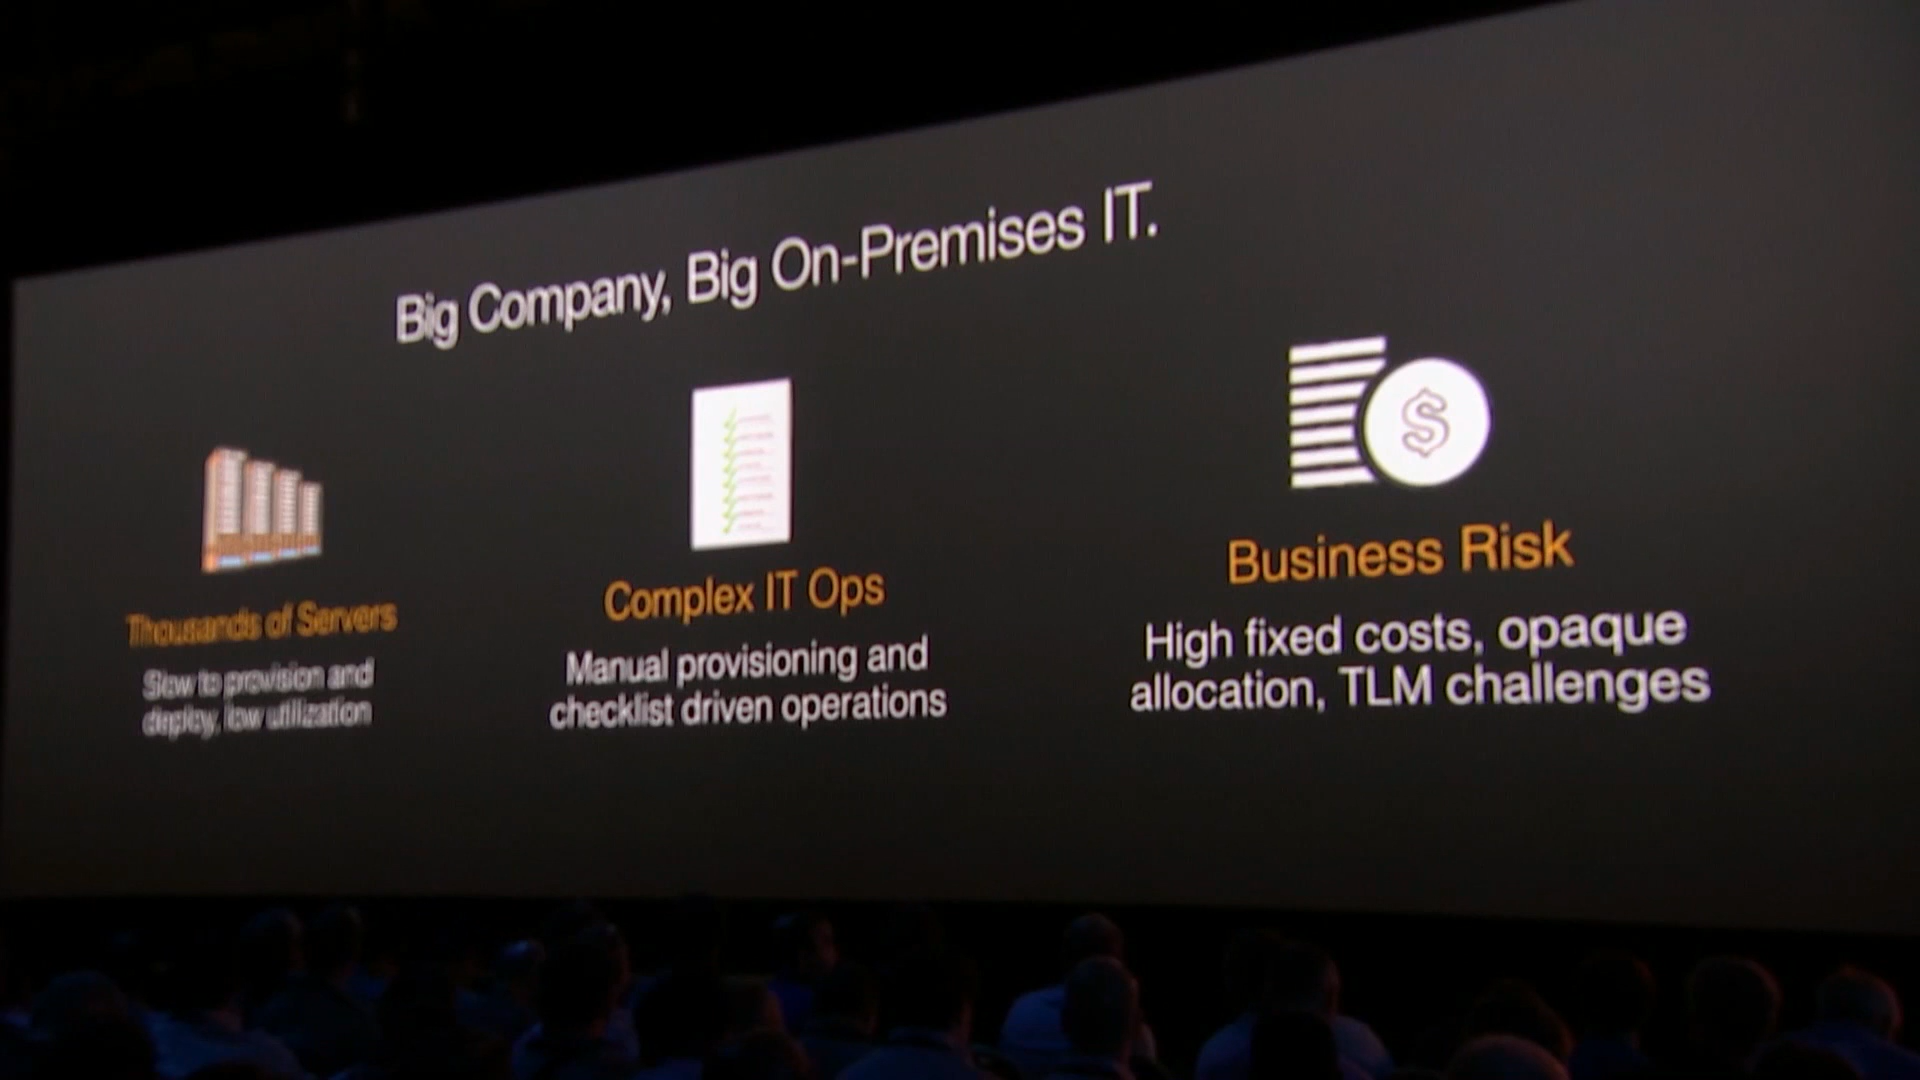 Big Company, Big On-Premises IT.
Thousands of Servers
Slow to provision and
deploy, low utilization
Complex IT Ops
Manual provisioning and
checklist driven operations
Business Risk
High fixed costs, opaque
allocation, TLM challenges